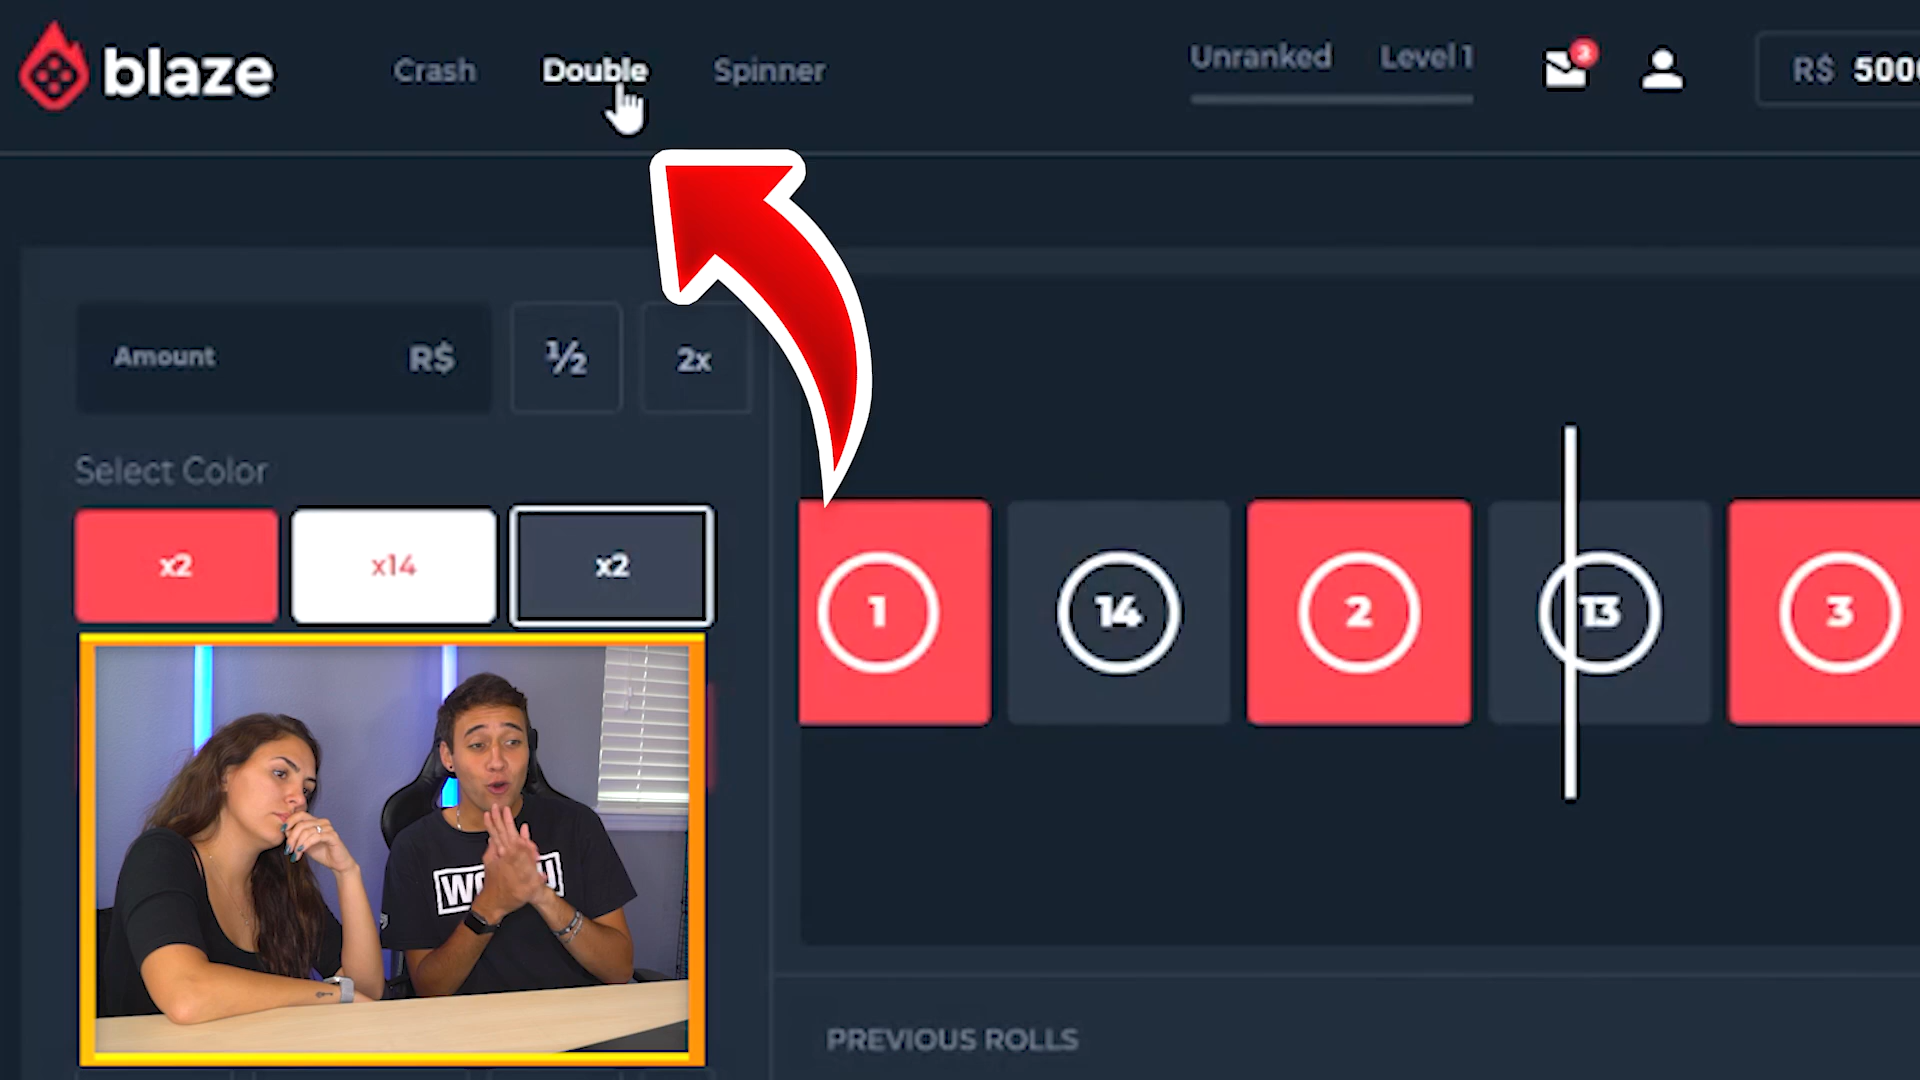 blaze
Crash
Double
Spinner
Unranked
Level 1
3
R$
Amount
R$
½
2x
Select Color
x2
x14
x2
1
14
2
13
3
PREVIOUS ROLLS